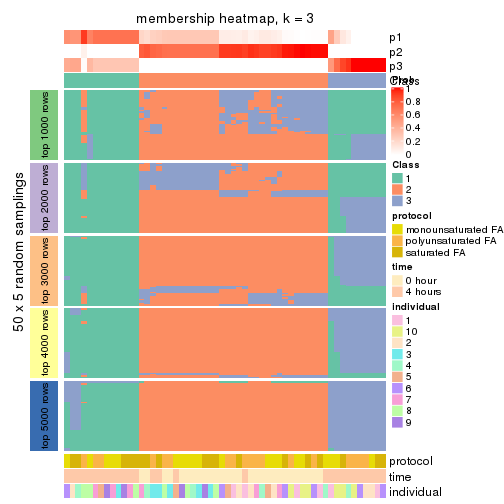 membership heatmap, k = 3
p1
p2
p3
Class
Prob
1
0.8
0.6
0.4
0.2
0
Class
1
2
3
protocol
monounsaturated FA
polyunsaturated FA
saturated FA
time
0 hour
4 hours
individual
1
10
2
3
4
5
6
7
8
9
50 x 5 random samplings
top 1000 rows
top 2000 rows
top 3000 rows
top 4000 rows
top 5000 rows
protocol
time
individual